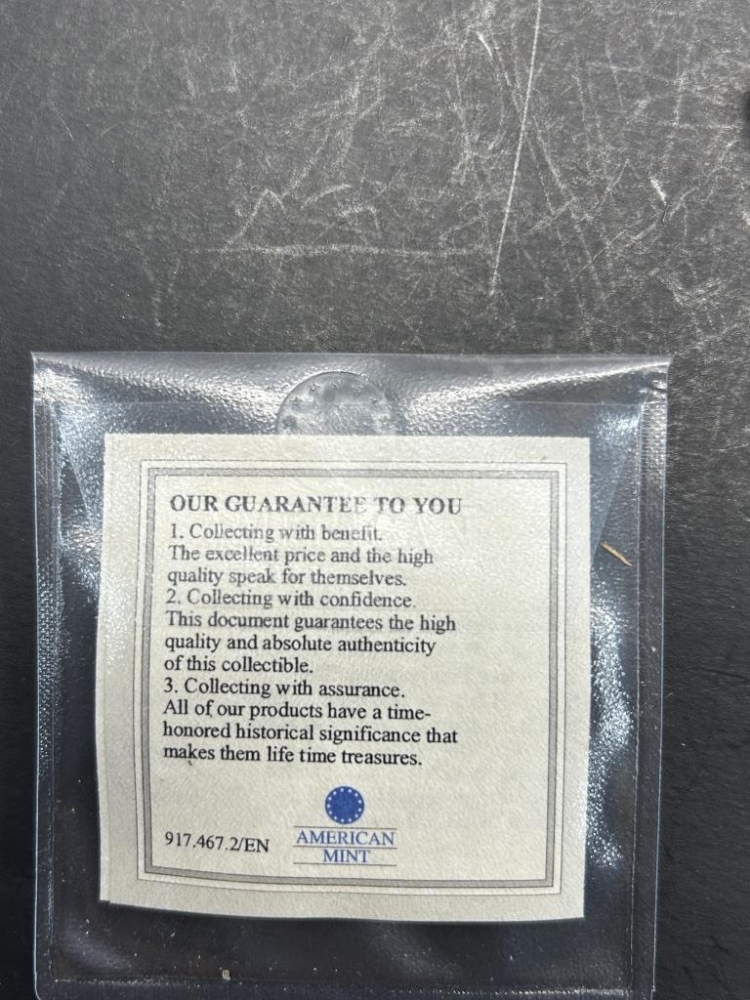 OUR GUARANTEE TO YOU
1. Collecting with benefit.
The excellent price and the high
quality speak for themselves.
2. Collecting with confidence.
This document guarantees the high
quality and absolute authenticity
of this collectible.
3. Collecting with assurance.
All of our products have a time-
honored historical significance that
makes them life time treasures.
917.467.2/EN
AMERICAN
MINT